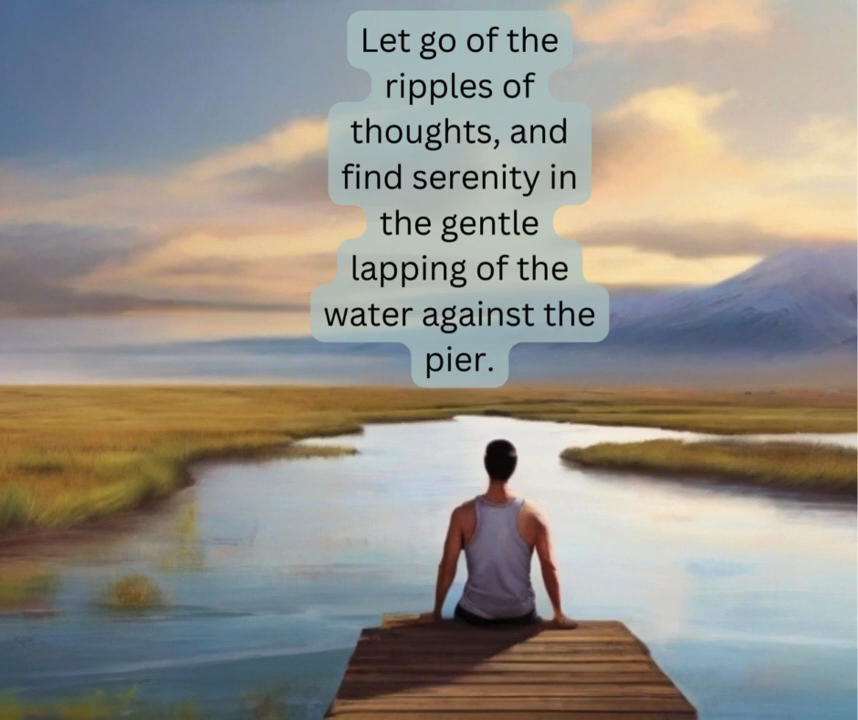 Let go of the
ripples of
thoughts, and
find serenity in
the gentle
lapping of the
water against the
pier.